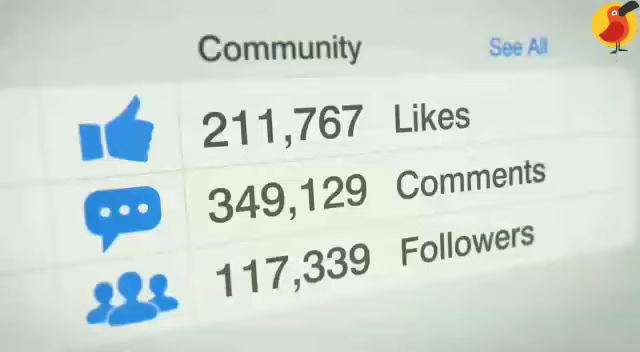 Community See All
211,767 Likes
349,129 Comments
117,339 Followers